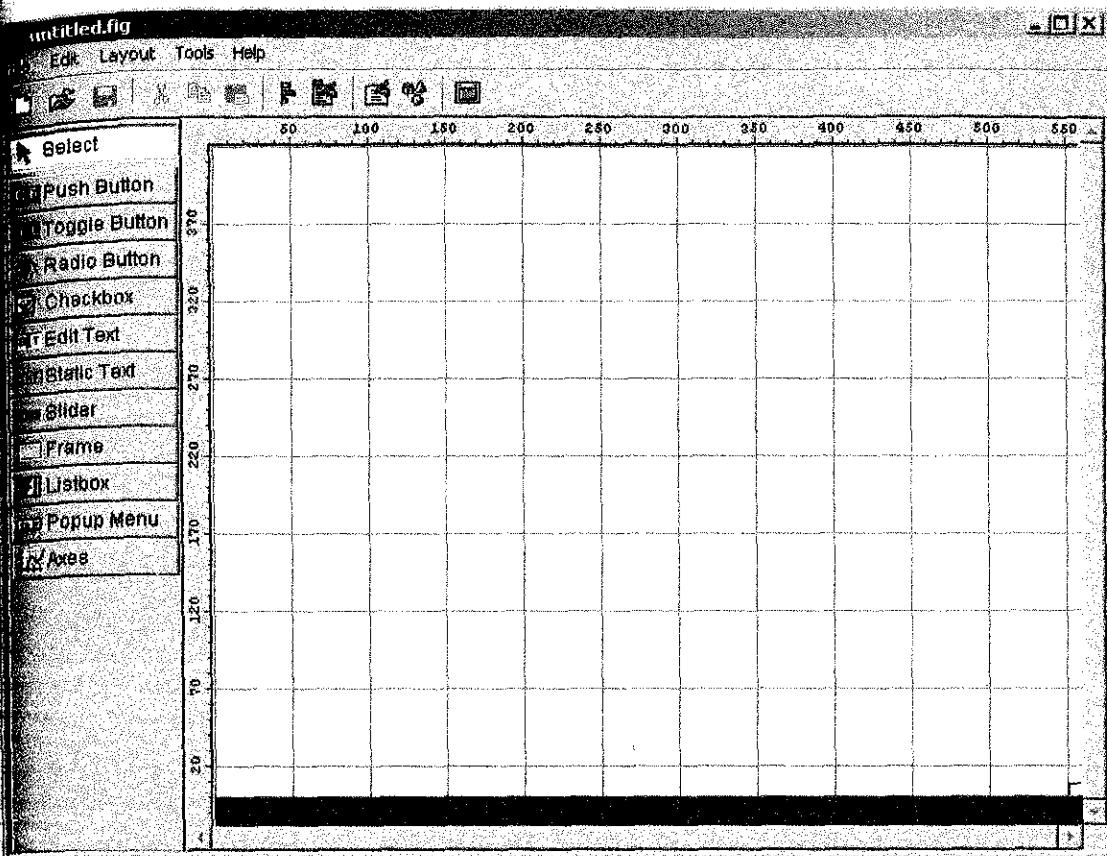 untitled.fig
Edit Layout Tools Help
50 100 150 200 250 300 350 400 450 500 550
Select
Push Button
Toggle Button
Radio Button
Checkbox
Edit Text
Static Text
Slider
Frame
Listbox
Popup Menu
Axes
370
320
270
220
170
120
70
20